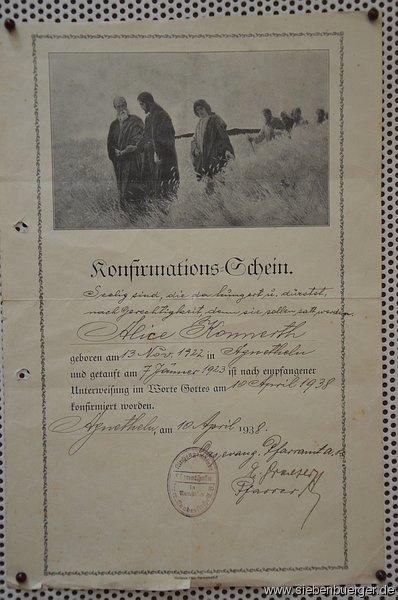 Konfirmations-Schein.
Seelig sind, die da hungert u. dürstet,
nach Gerechtigkeit, denn sie sollen satt werden.
Alice Konnerth
geboren am 13 Nov. 1922 in Agnetheln
und getauft am 7 Jänner 1923 ist nach empfangener
Unterweisung im Worte Gottes am 10 April 1938
konfirmiert worden.
Agnetheln, am 10 April 1938.
evang. Pfarramt A. B.
Pfarrer
www.siebenbuerger.de